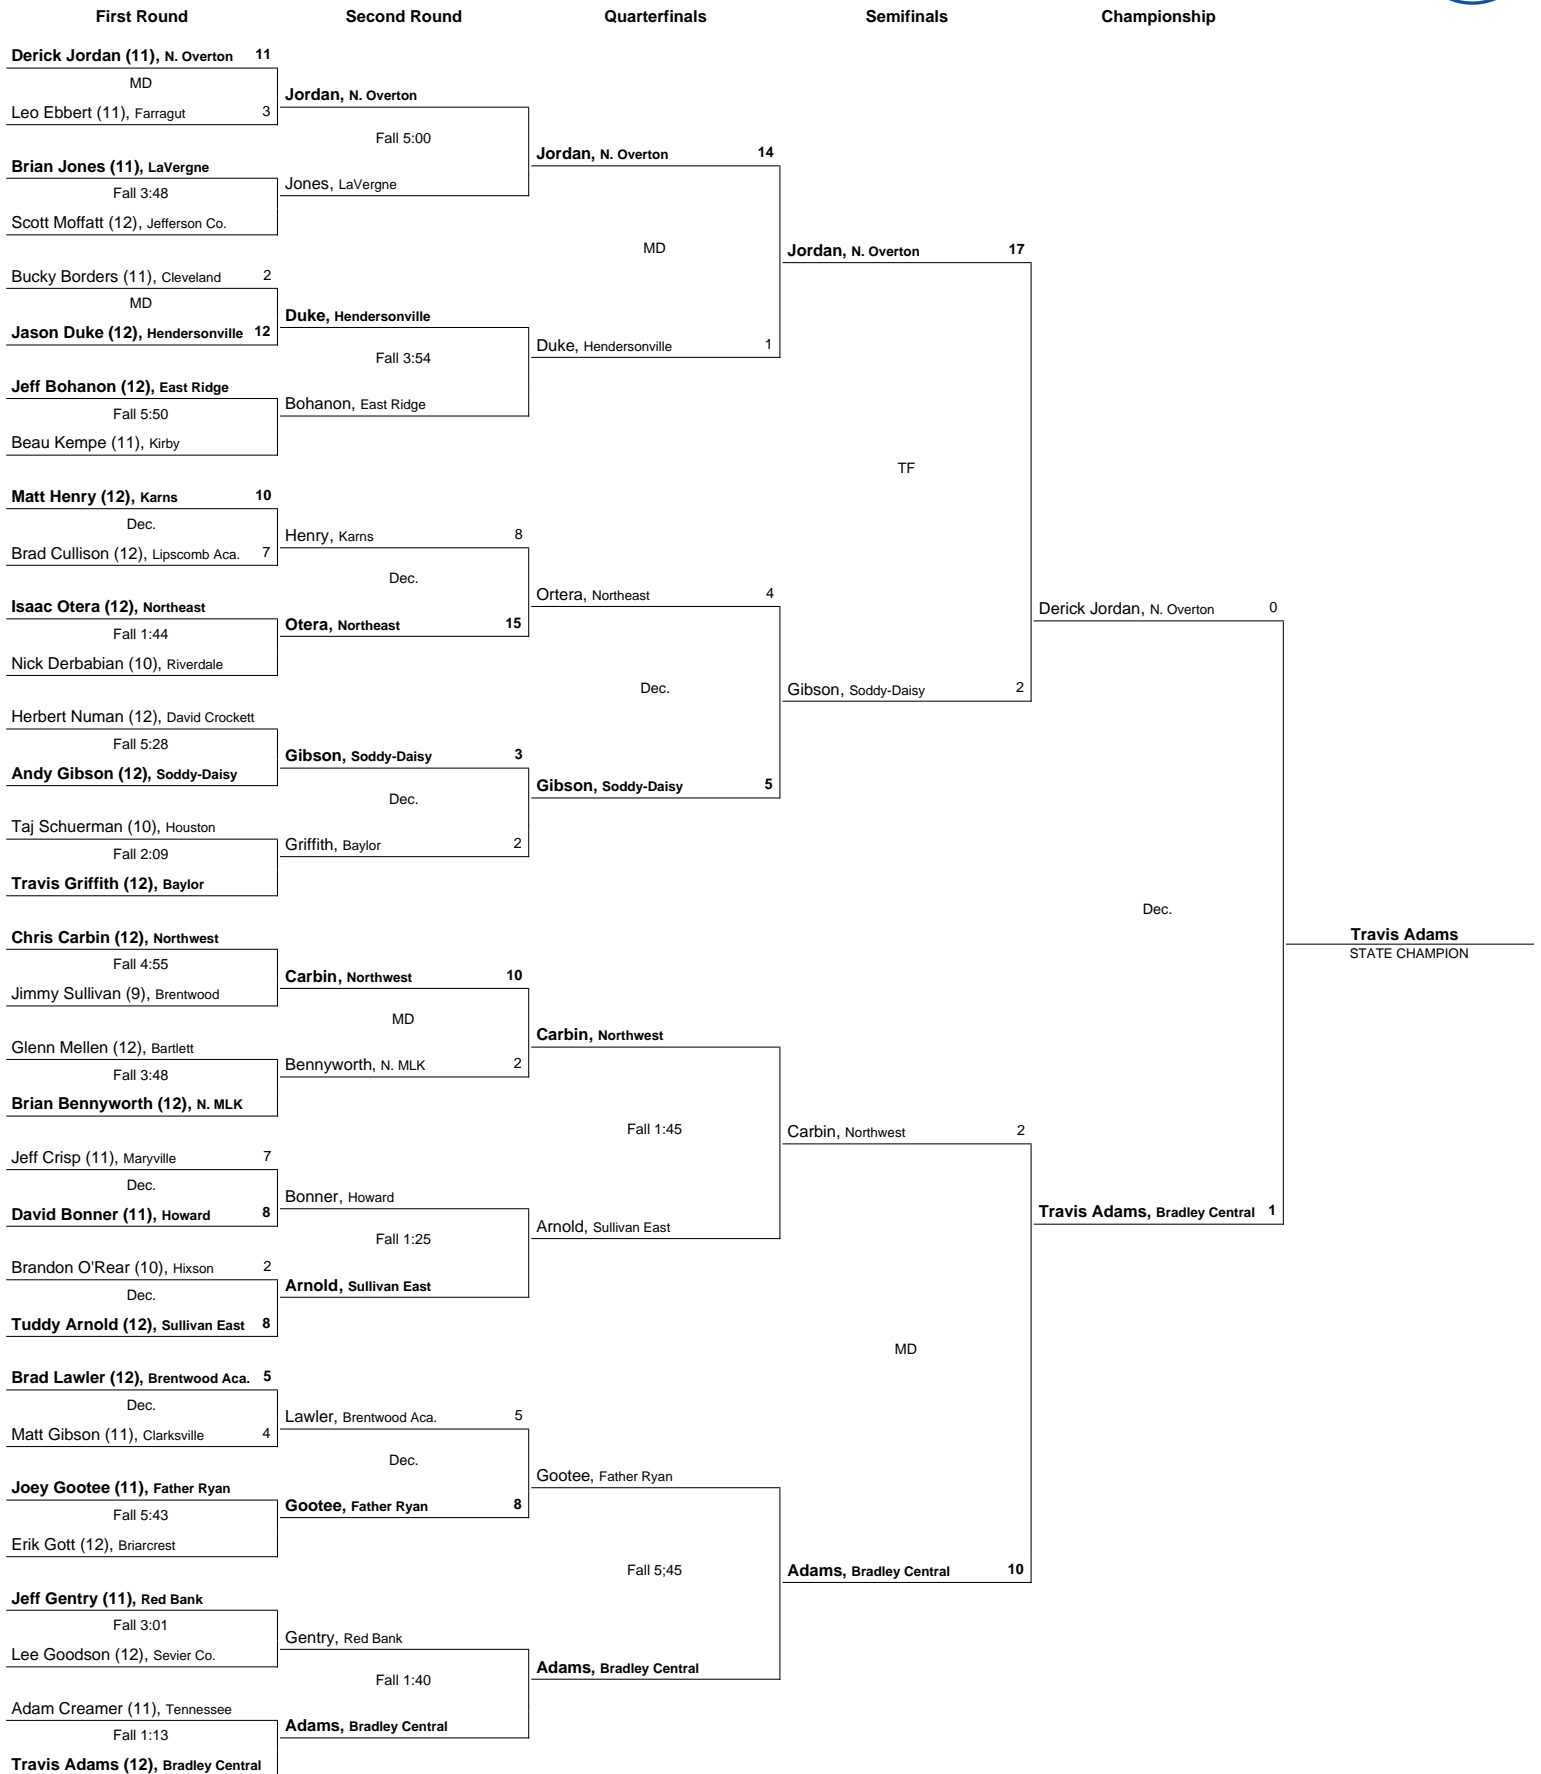 First Round
Second Round
Quarterfinals
Semifinals
Championship
Derick Jordan (11), N. Overton 11
MD
Leo Ebbert (11), Farragut 3
Brian Jones (11), LaVergne
Fall 3:48
Scott Moffatt (12), Jefferson Co.
Bucky Borders (11), Cleveland 2
MD
Jason Duke (12), Hendersonville 12
Jeff Bohanon (12), East Ridge
Fall 5:50
Beau Kempe (11), Kirby
Matt Henry (12), Karns 10
Dec.
Brad Cullison (12), Lipscomb Aca. 7
Isaac Otera (12), Northeast
Fall 1:44
Nick Derbabian (10), Riverdale
Herbert Numan (12), David Crockett
Fall 5:28
Andy Gibson (12), Soddy-Daisy
Taj Schuerman (10), Houston
Fall 2:09
Travis Griffith (12), Baylor
Chris Carbin (12), Northwest
Fall 4:55
Jimmy Sullivan (9), Brentwood
Glenn Mellen (12), Bartlett
Fall 3:48
Brian Bennyworth (12), N. MLK
Jeff Crisp (11), Maryville 7
Dec.
David Bonner (11), Howard 8
Brandon O'Rear (10), Hixson 2
Dec.
Tuddy Arnold (12), Sullivan East 8
Brad Lawler (12), Brentwood Aca. 5
Dec.
Matt Gibson (11), Clarksville 4
Joey Gootee (11), Father Ryan
Fall 5:43
Erik Gott (12), Briarcrest
Jeff Gentry (11), Red Bank
Fall 3:01
Lee Goodson (12), Sevier Co.
Adam Creamer (11), Tennessee
Fall 1:13
Travis Adams (12), Bradley Central
Jordan, N. Overton
Fall 5:00
Jones, LaVergne
Duke, Hendersonville
Fall 3:54
Bohanon, East Ridge
Henry, Karns 8
Dec.
Otera, Northeast 15
Gibson, Soddy-Daisy 3
Dec.
Griffith, Baylor 2
Carbin, Northwest 10
MD
Bennyworth, N. MLK 2
Bonner, Howard
Fall 1:25
Arnold, Sullivan East
Lawler, Brentwood Aca. 5
Dec.
Gootee, Father Ryan 8
Gentry, Red Bank
Fall 1:40
Adams, Bradley Central
Jordan, N. Overton 14
MD
Duke, Hendersonville 1
Ortera, Northeast 4
Dec.
Gibson, Soddy-Daisy 5
Carbin, Northwest
Fall 1:45
Arnold, Sullivan East
Gootee, Father Ryan
Fall 5;45
Adams, Bradley Central
Jordan, N. Overton 17
TF
Gibson, Soddy-Daisy 2
Carbin, Northwest 2
MD
Adams, Bradley Central 10
Derick Jordan, N. Overton 0
Dec.
Travis Adams, Bradley Central 1
Travis Adams
STATE CHAMPION